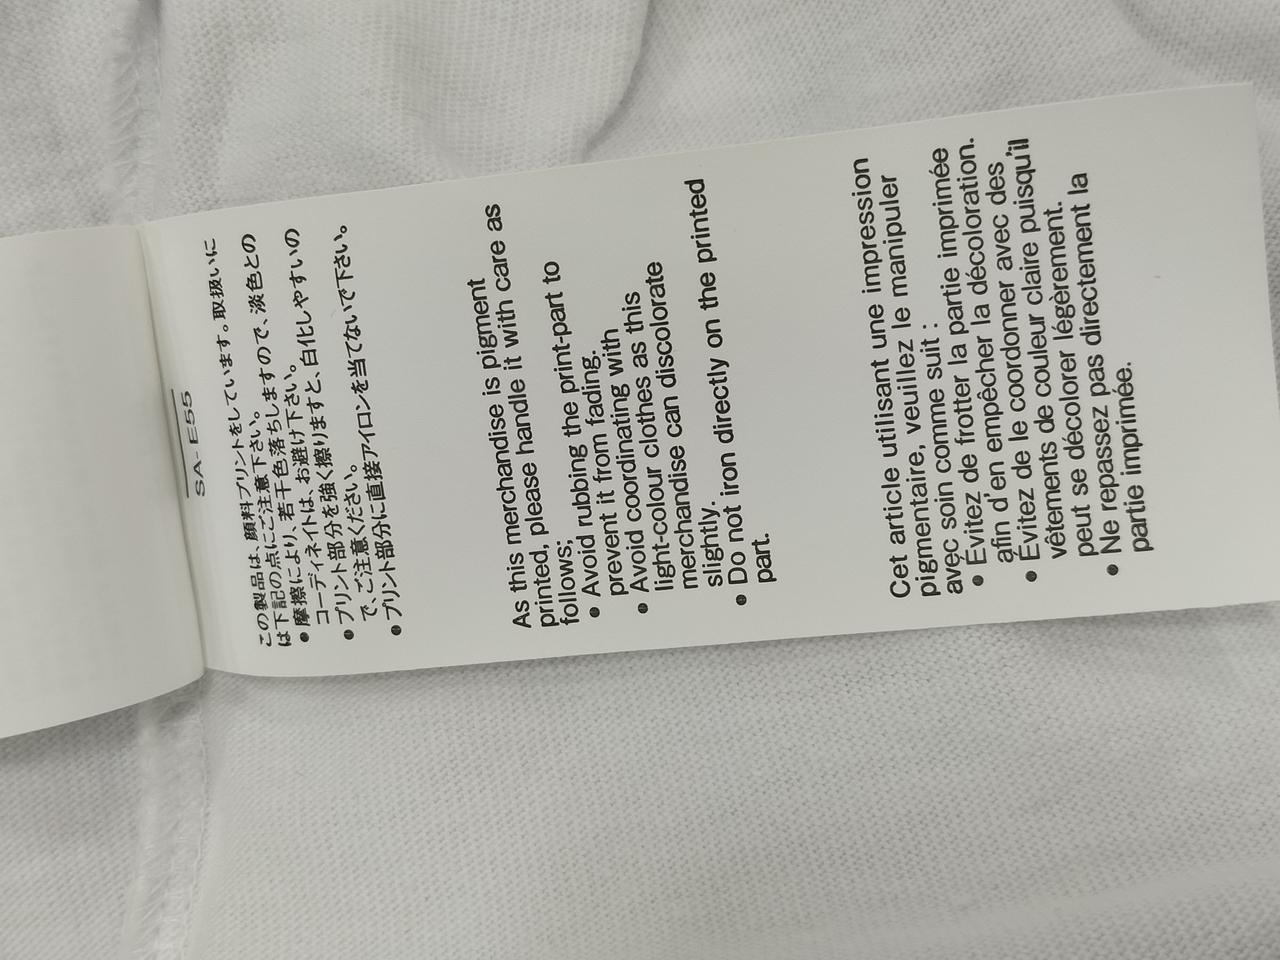 SA-E55
この製品は、顔料プリントをしています。取扱いに
は下記の点にご注意下さい。
●摩擦により、若干色落ちしますので、淡色との
コーディネイトは、お避け下さい。
●プリント部分を強く擦りますと、白化しやすいの
で、ご注意ください。
●プリント部分に直接アイロンを当てないで下さい。
As this merchandise is pigment
printed, please handle it with care as
follows;
● Avoid rubbing the print-part to
prevent it from fading.
● Avoid coordinating with
light-colour clothes as this
merchandise can discolorate
slightly.
● Do not iron directly on the printed
part.
Cet article utilisant une impression
pigmentaire, veuillez le manipuler
avec soin comme suit :
● Évitez de frotter la partie imprimée
afin d'en empêcher la décoloration.
● Évitez de le coordonner avec des
vêtements de couleur claire puisqu'il
peut se décolorer légèrement.
● Ne repassez pas directement la
partie imprimée.